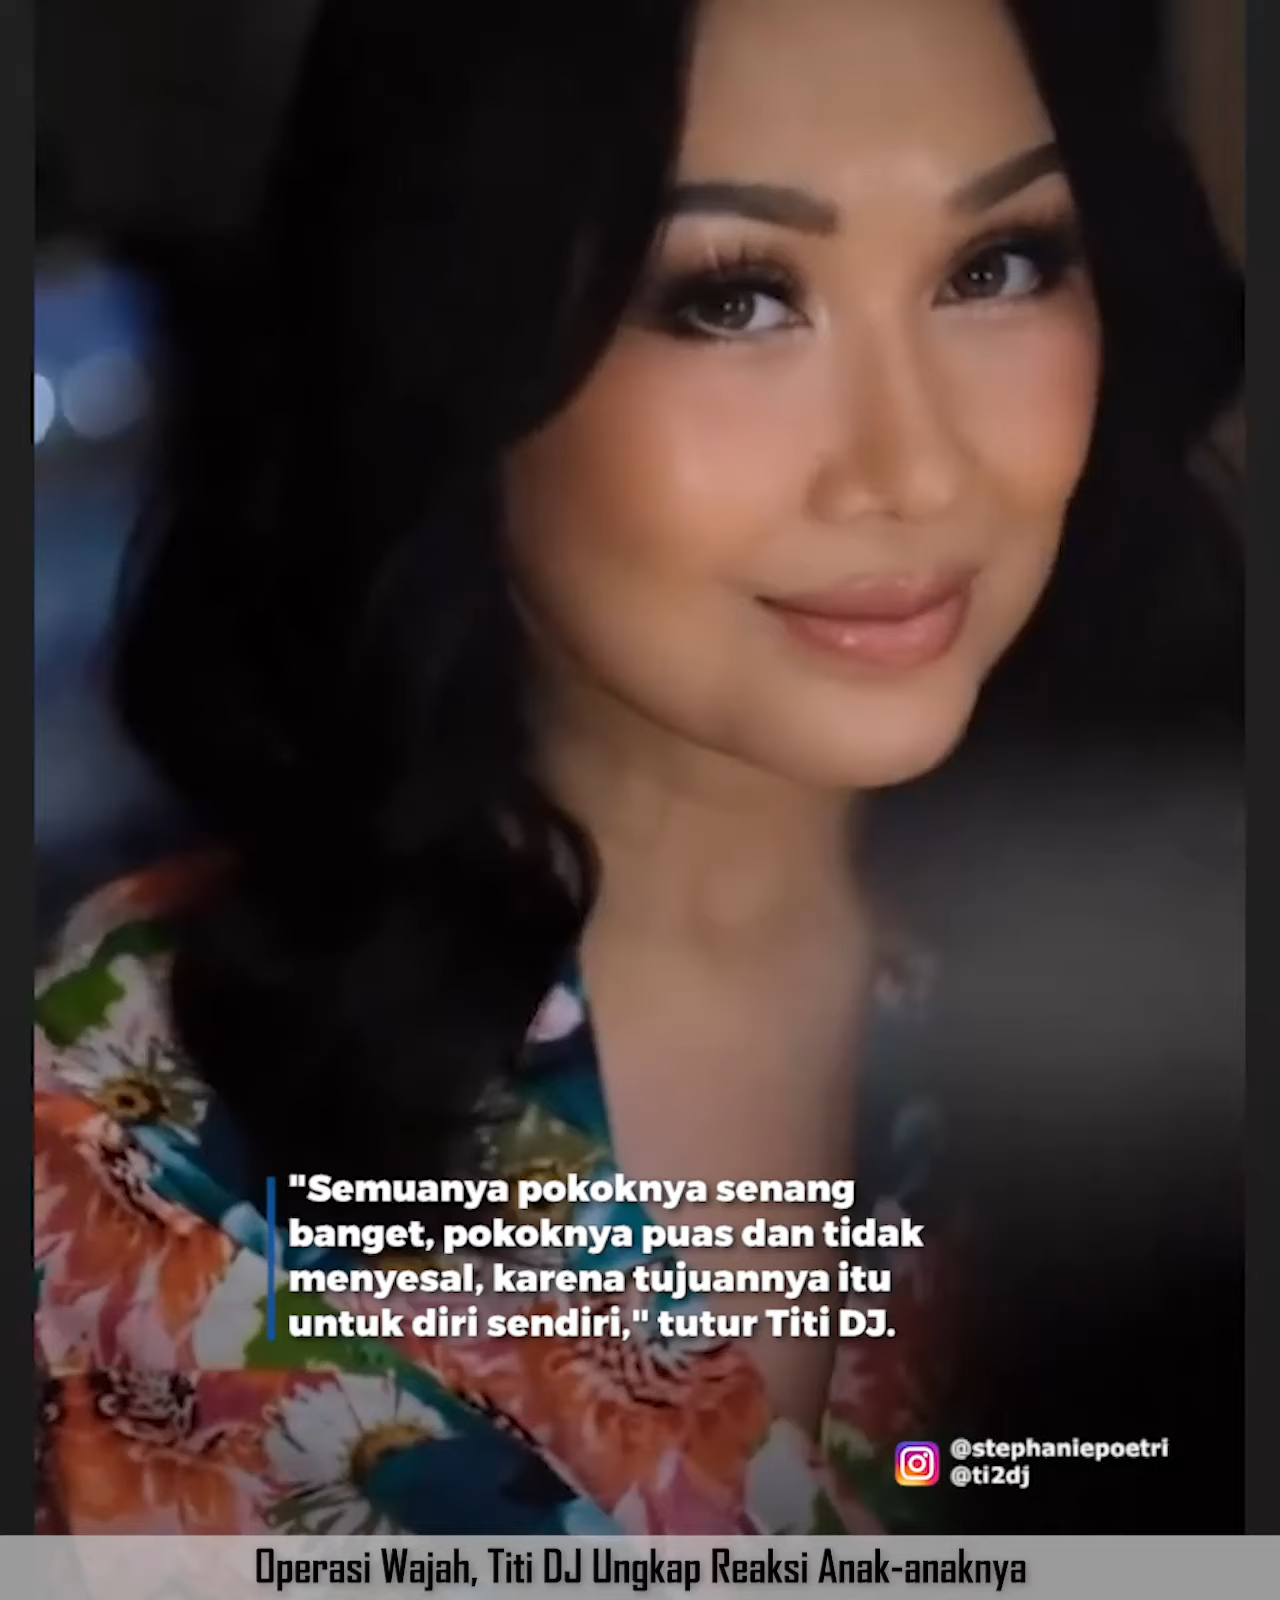 "Semuanya pokoknya senang
banget, pokoknya puas dan tidak
menyesal, karena tujuannya itu
untuk diri sendiri," tutur Titi DJ.
@stephaniepoetri
@ti2dj
Operasi Wajah, Titi DJ Ungkap Reaksi Anak-anaknya